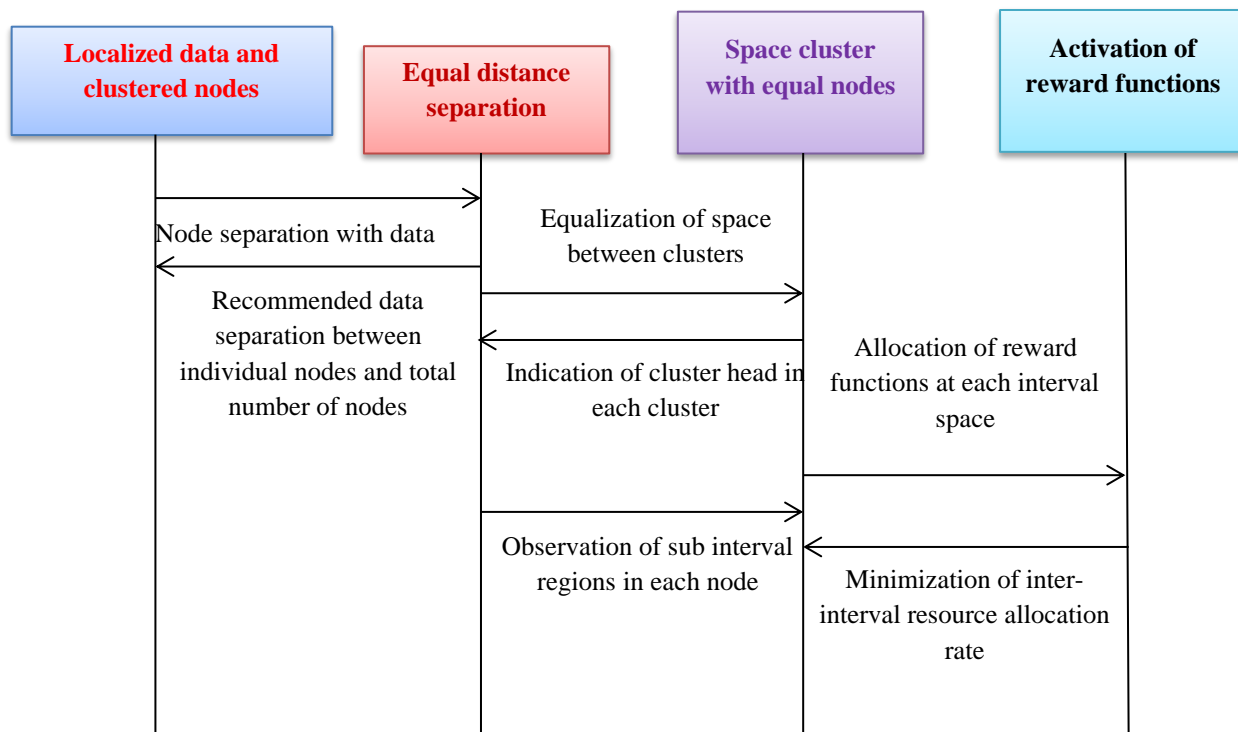 Localized data and
clustered nodes
Equal distance
separation
Space cluster
with equal nodes
Activation of
reward functions
Node separation with data
Equalization of space
between clusters
Recommended data
separation between
individual nodes and total
number of nodes
Indication of cluster head in
each cluster
Allocation of reward
functions at each interval
space
Observation of sub interval
regions in each node
Minimization of inter-
interval resource allocation
rate